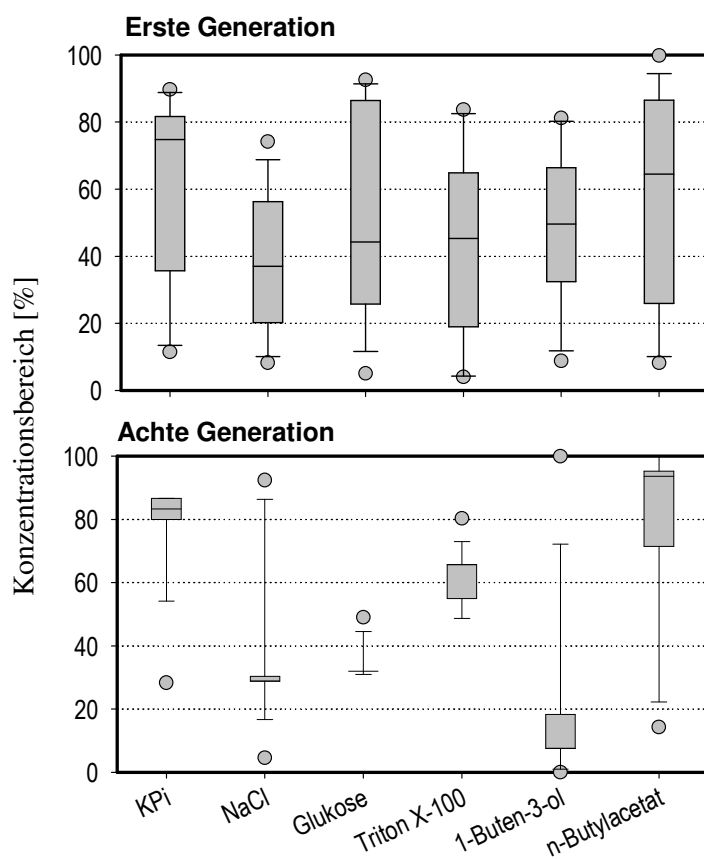 Erste Generation
100
80
60
40
20
0
Konzentrationsbereich [%]
Achte Generation
100
80
60
40
20
0
KPi
NaCl
Glukose
Triton X-100
1-Buten-3-ol
n-Butylacetat